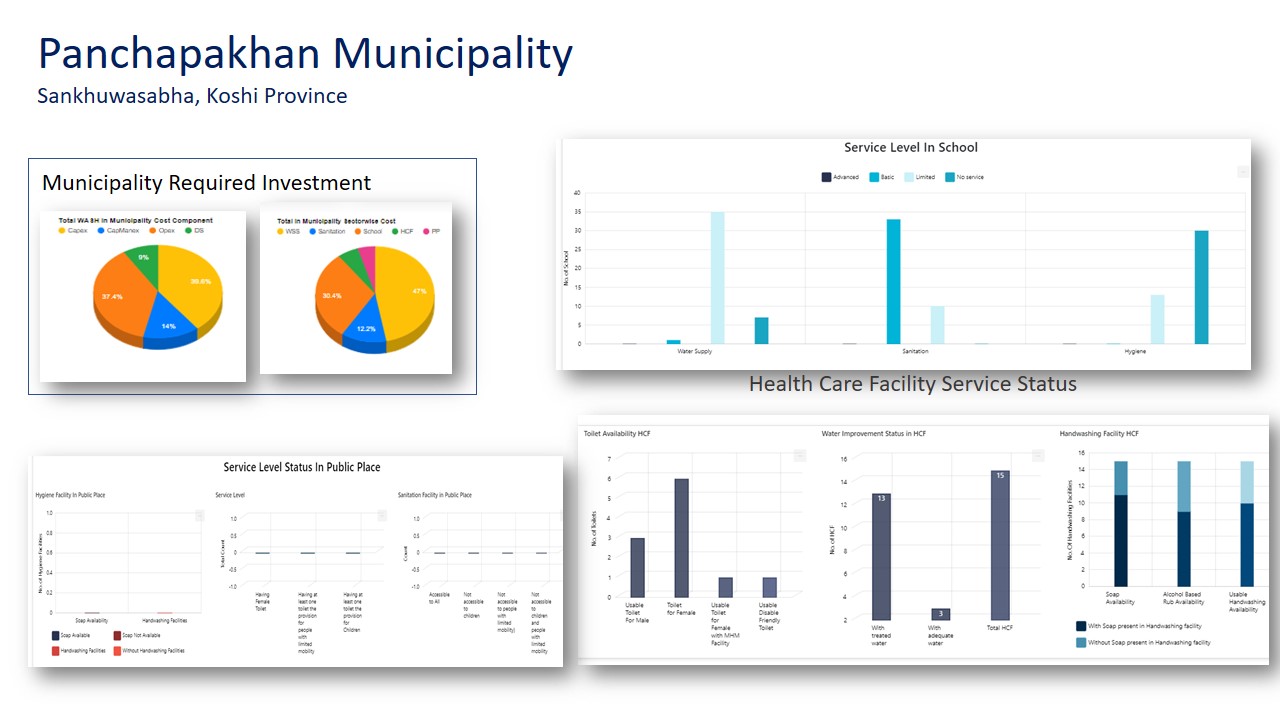 Panchapakhan Municipality
Sankhuwasabha, Koshi Province
Municipality Required Investment
Total WASH in Municipality Cost Component
Capex CapManex Opex DS
9%
39.6%
37.4%
14%
Total in Municipality Sectorwise Cost
WSS Sanitation School HCF PP
47%
30.4%
12.2%
Service Level In School
Advanced Basic Limited No service
No. of School
40
35
30
25
20
15
10
5
0
Water Supply Sanitation Hygiene
Health Care Facility Service Status
Toilet Availability HCF
No. of Toilets
7
6
5
4
3
2
1
0
Usable Toilet For Male
Toilet for Female
Usable Toilet for Female with MHM Facility
Usable Disable Friendly Toilet
Water Improvement Status in HCF
No. of HCF
16
14
12
10
8
6
4
2
13
3
15
With treated water
With adequate water
Total HCF
Handwashing Facility HCF
No. Of Handwashing Facilities
16
14
12
10
8
6
4
2
0
Soap Availability
Alcohol Based Rub Availability
Usable Handwashing Availability
With Soap present in Handwashing facility
Without Soap present in Handwashing facility
Service Level Status In Public Place
Hygiene Facility In Public Place
No. of Hygiene Facilities
1.0
0.8
0.6
0.4
0.2
0
Soap Availability Handwashing Facilities
Soap Available Soap Not Available
Handwashing Facilities Without Handwashing Facilities
Service Level
Total Count
1.0
0.5
0
-0.5
-1.0
Having Female Toilet
Having at least one toilet the provision for people with limited mobility
Having at least one toilet the provision for Children
Sanitation Facility in Public Place
Count
1.0
0.5
0
-0.5
-1.0
Accessible to All
Not accessible to children
Not accessible to people with limited mobility)
Not accessible to children and people with limited mobility